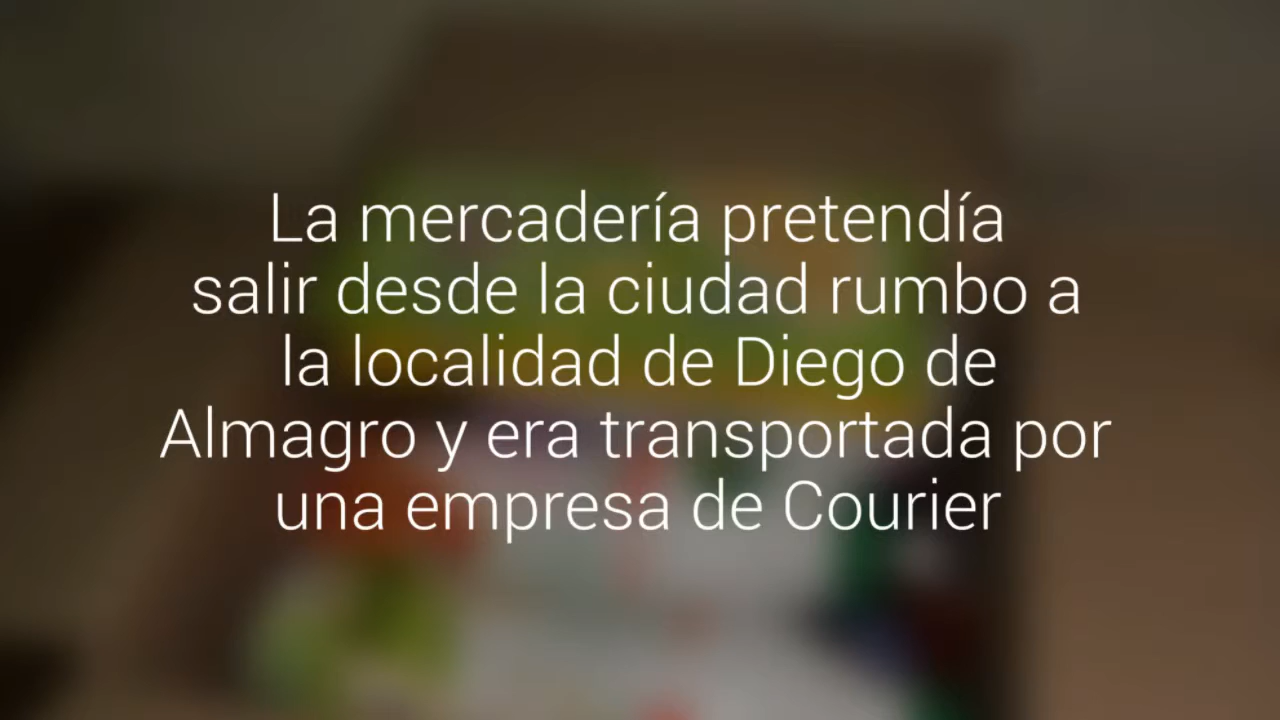 La mercadería pretendía
salir desde la ciudad rumbo a
la localidad de Diego de
Almagro y era transportada por
una empresa de Courier